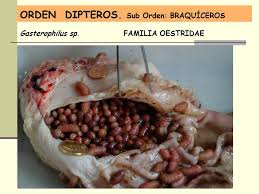 ORDEN DIPTEROS. Sub Orden: BRAQUÍCEROS
Gasterophilus sp. FAMILIA OESTRIDAE